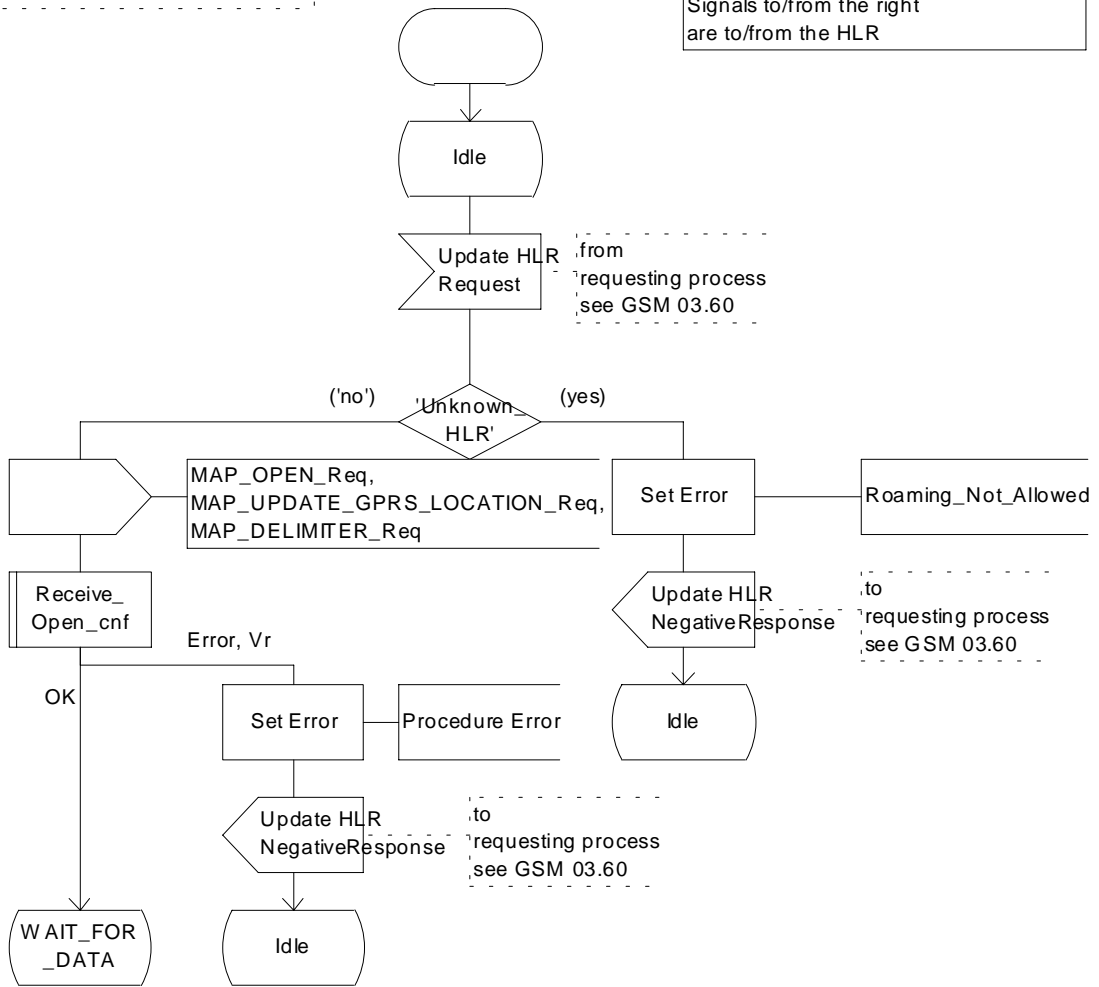 Signals to/from the right
are to/from the HLR
Idle
Update HLR
Request
from
requesting process
see GSM 03.60
('no')
'Unknown_
HLR'
(yes)
MAP_OPEN_Req,
MAP_UPDATE_GPRS_LOCATION_Req,
MAP_DELIMITER_Req
Set Error
Roaming_Not_Allowed
Receive_
Open_cnf
Update HLR
NegativeResponse
to
requesting process
see GSM 03.60
Error, Vr
OK
Set Error
Procedure Error
Idle
Update HLR
NegativeResponse
to
requesting process
see GSM 03.60
WAIT_FOR
_DATA
Idle